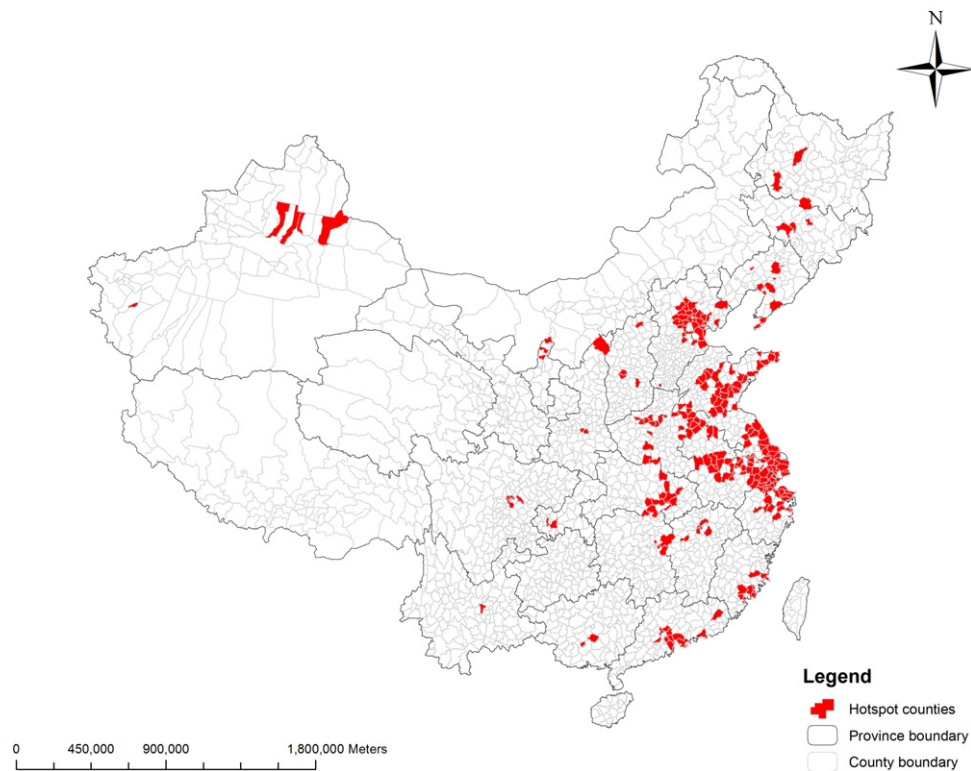 N
Legend
Hotspot counties
Province boundary
County boundary
0 450,000 900,000 1,800,000 Meters